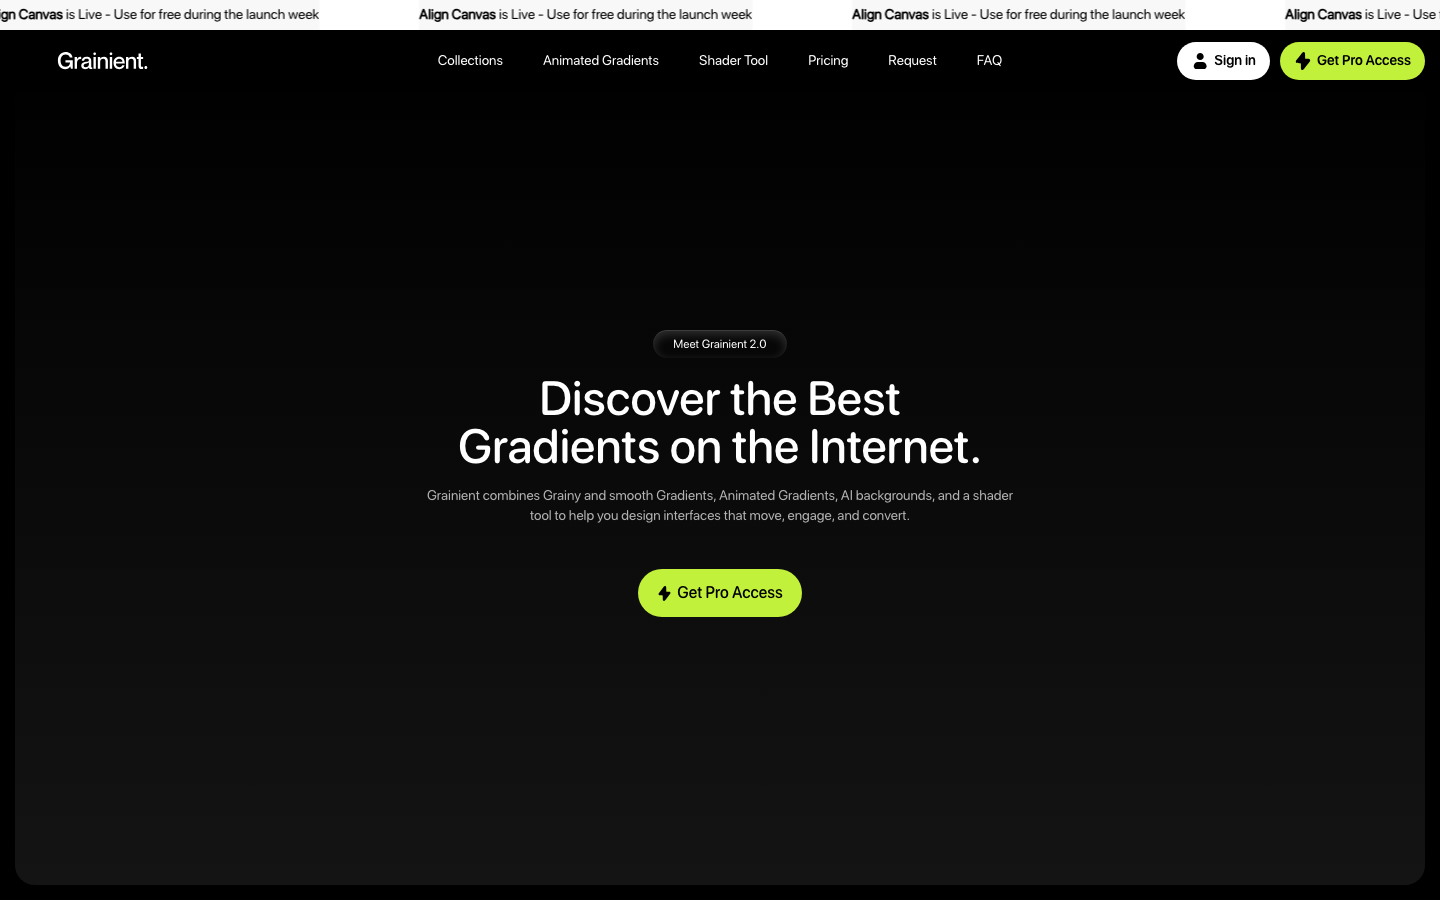 Canvas is Live - Use for free during the launch week
Align Canvas is Live - Use for free during the launch week
Align Canvas is Live - Use for free during the launch week
Align Canvas is Live - Use
Grainient.
Collections
Animated Gradients
Shader Tool
Pricing
Request
FAQ
Sign in
Get Pro Access
Meet Grainient 2.0
Discover the Best
Gradients on the Internet.
Grainient combines Grainy and smooth Gradients, Animated Gradients, AI backgrounds, and a shader
tool to help you design interfaces that move, engage, and convert.
Get Pro Access